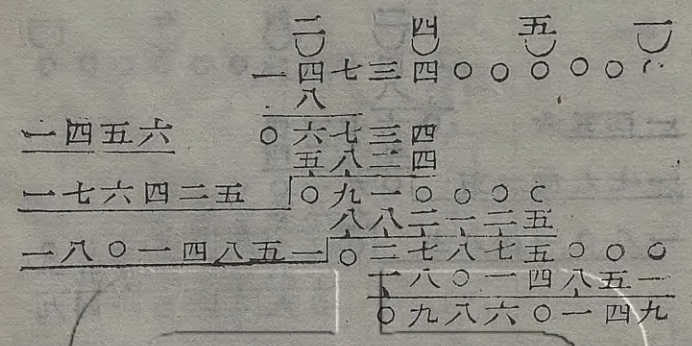 二 四 五 一
一四七三四〇〇〇〇〇〇
八
一四五六 〇六七三四
五八二四
一七六四二五 〇九一〇〇〇〇
八八二一二五
一八〇一四八五一 〇二七八七五〇〇〇
一八〇一四八五一
〇九八六〇一四九